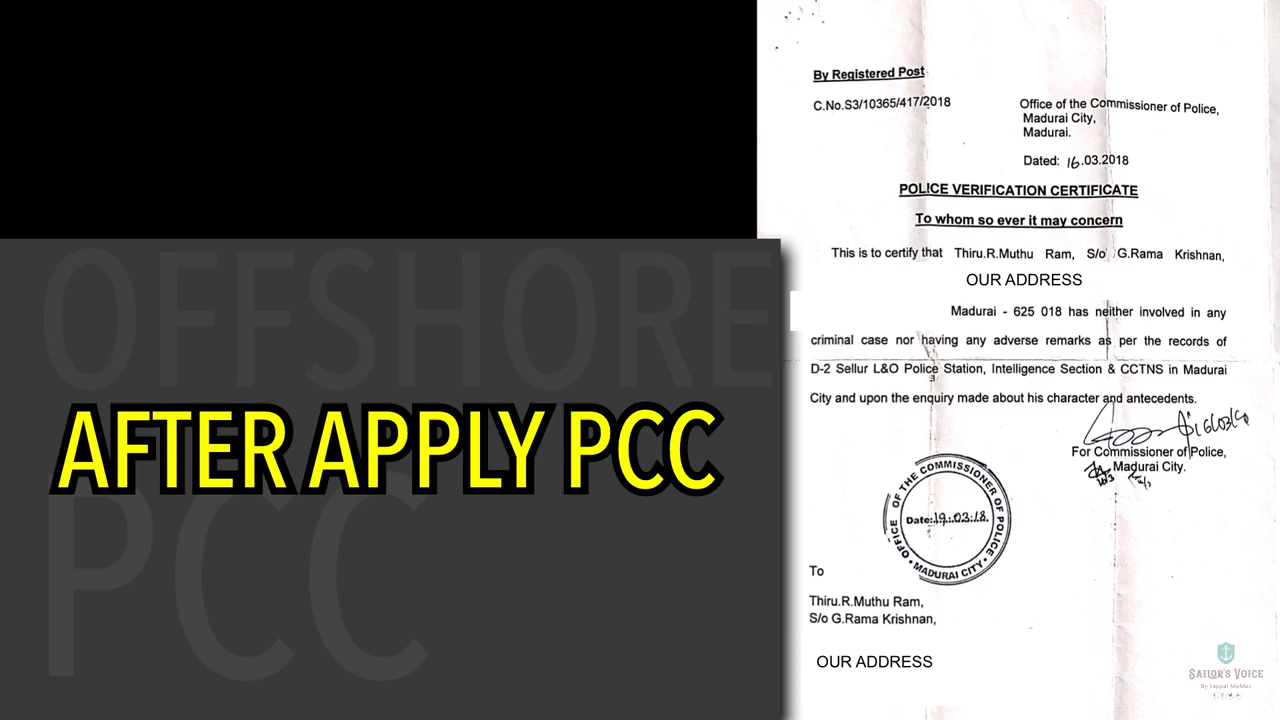 OFFSHORE
PCC
AFTER APPLY PCC
By Registered Post
C.No.S3/10365/417/2018
Office of the Commissioner of Police,
Madurai City,
Madurai.
Dated: 16.03.2018
POLICE VERIFICATION CERTIFICATE
To whom so ever it may concern
This is to certify that Thiru.R.Muthu Ram, S/o G.Rama Krishnan,
OUR ADDRESS
Madurai - 625 018 has neither involved in any
criminal case nor having any adverse remarks as per the records of
D-2 Sellur L&O Police Station, Intelligence Section & CCTNS in Madurai
City and upon the enquiry made about his character and antecedents.
For Commissioner of Police,
Madurai City.
OFFICE OF THE COMMISSIONER OF POLICE
Date:19.03.18.
MADURAI CITY
To
Thiru.R.Muthu Ram,
S/o G.Rama Krishnan,
OUR ADDRESS
SAILOR'S VOICE
By keppel MeMes